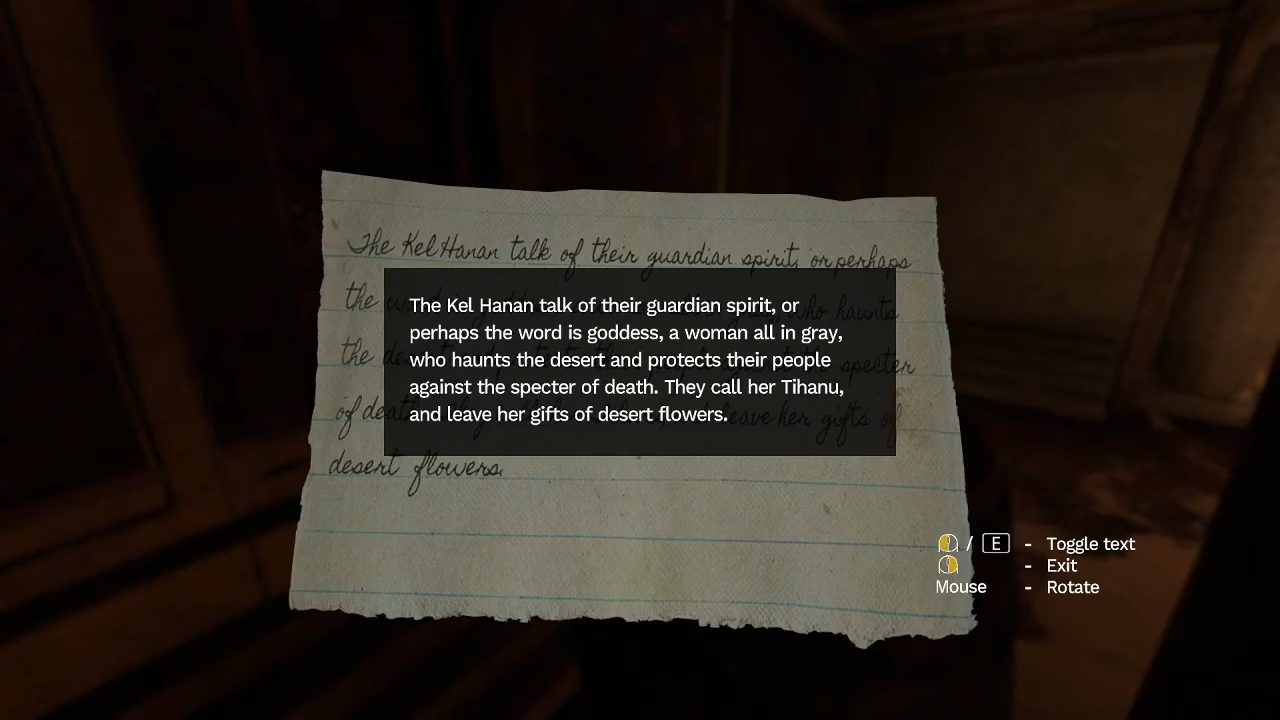 The Kel Hanan talk of their guardian spirit, or perhaps
the
the
specter
of
desert flowers.
The Kel Hanan talk of their guardian spirit, or
perhaps the word is goddess, a woman all in gray,
who haunts the desert and protects their people
against the specter of death. They call her Tihanu,
and leave her gifts of desert flowers.
/ E - Toggle text
- Exit
Mouse - Rotate